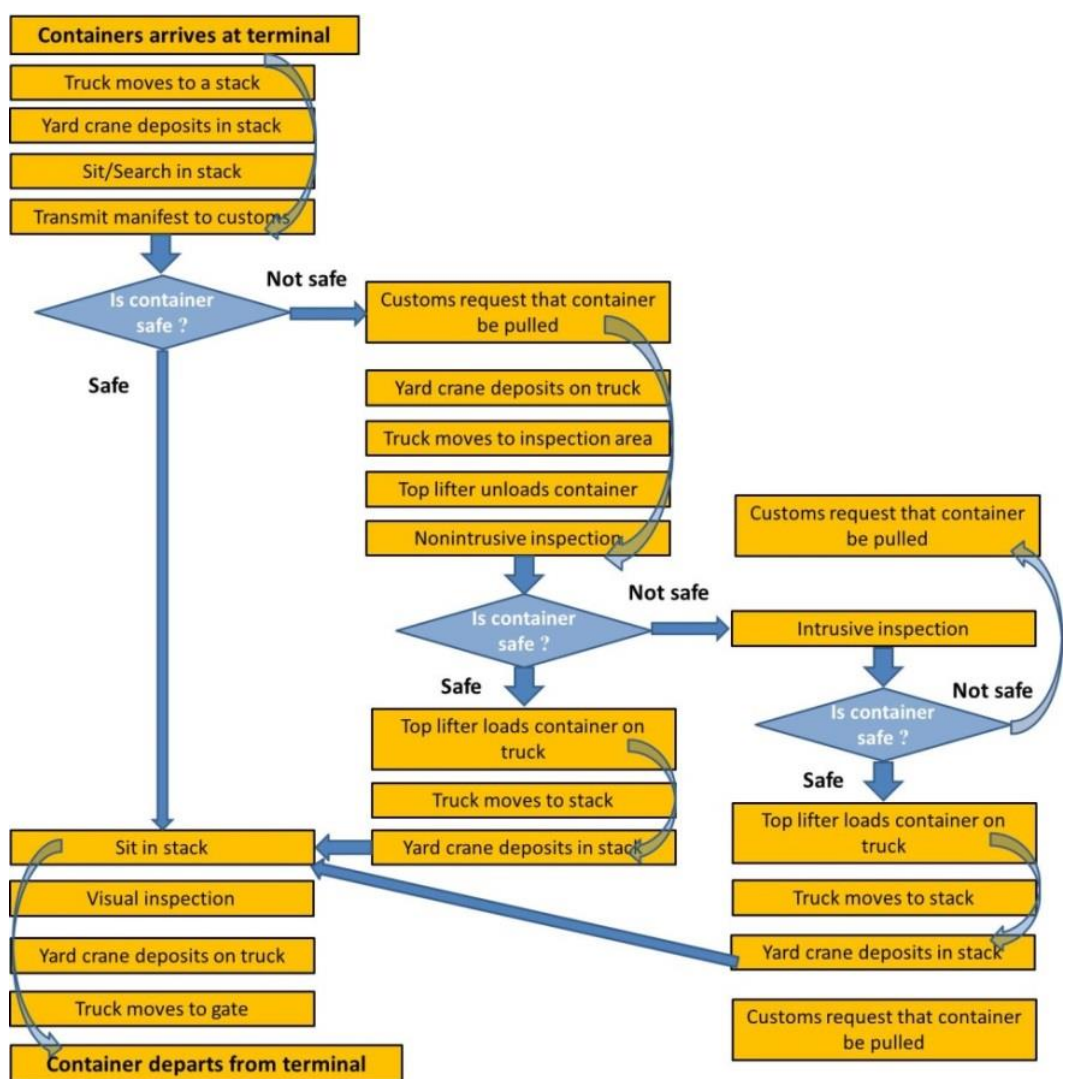 Containers arrives at terminal
Truck moves to a stack
Yard crane deposits in stack
Sit/Search in stack
Transmit manifest to customs
Is container
safe ?
Not safe
Safe
Customs request that container
be pulled
Yard crane deposits on truck
Truck moves to inspection area
Top lifter unloads container
Nonintrusive inspection
Is container
safe ?
Not safe
Safe
Customs request that container
be pulled
Intrusive inspection
Is container
safe ?
Not safe
Safe
Top lifter loads container on
truck
Truck moves to stack
Yard crane deposits in stack
Top lifter loads container on
truck
Truck moves to stack
Yard crane deposits in stack
Customs request that container
be pulled
Sit in stack
Visual inspection
Yard crane deposits on truck
Truck moves to gate
Container departs from terminal